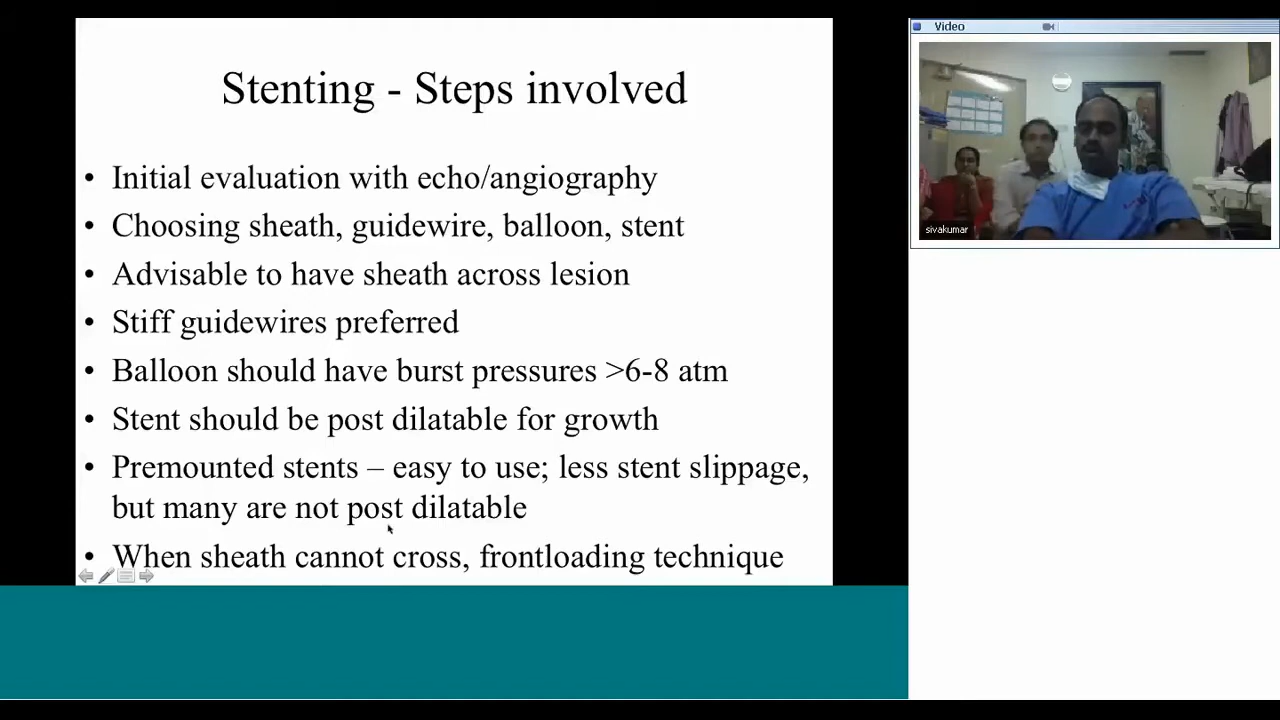 Stenting - Steps involved
• Initial evaluation with echo/angiography
• Choosing sheath, guidewire, balloon, stent
• Advisable to have sheath across lesion
• Stiff guidewires preferred
• Balloon should have burst pressures >6-8 atm
• Stent should be post dilatable for growth
• Premounted stents – easy to use; less stent slippage,
but many are not post dilatable
• When sheath cannot cross, frontloading technique
Video
sivakumar